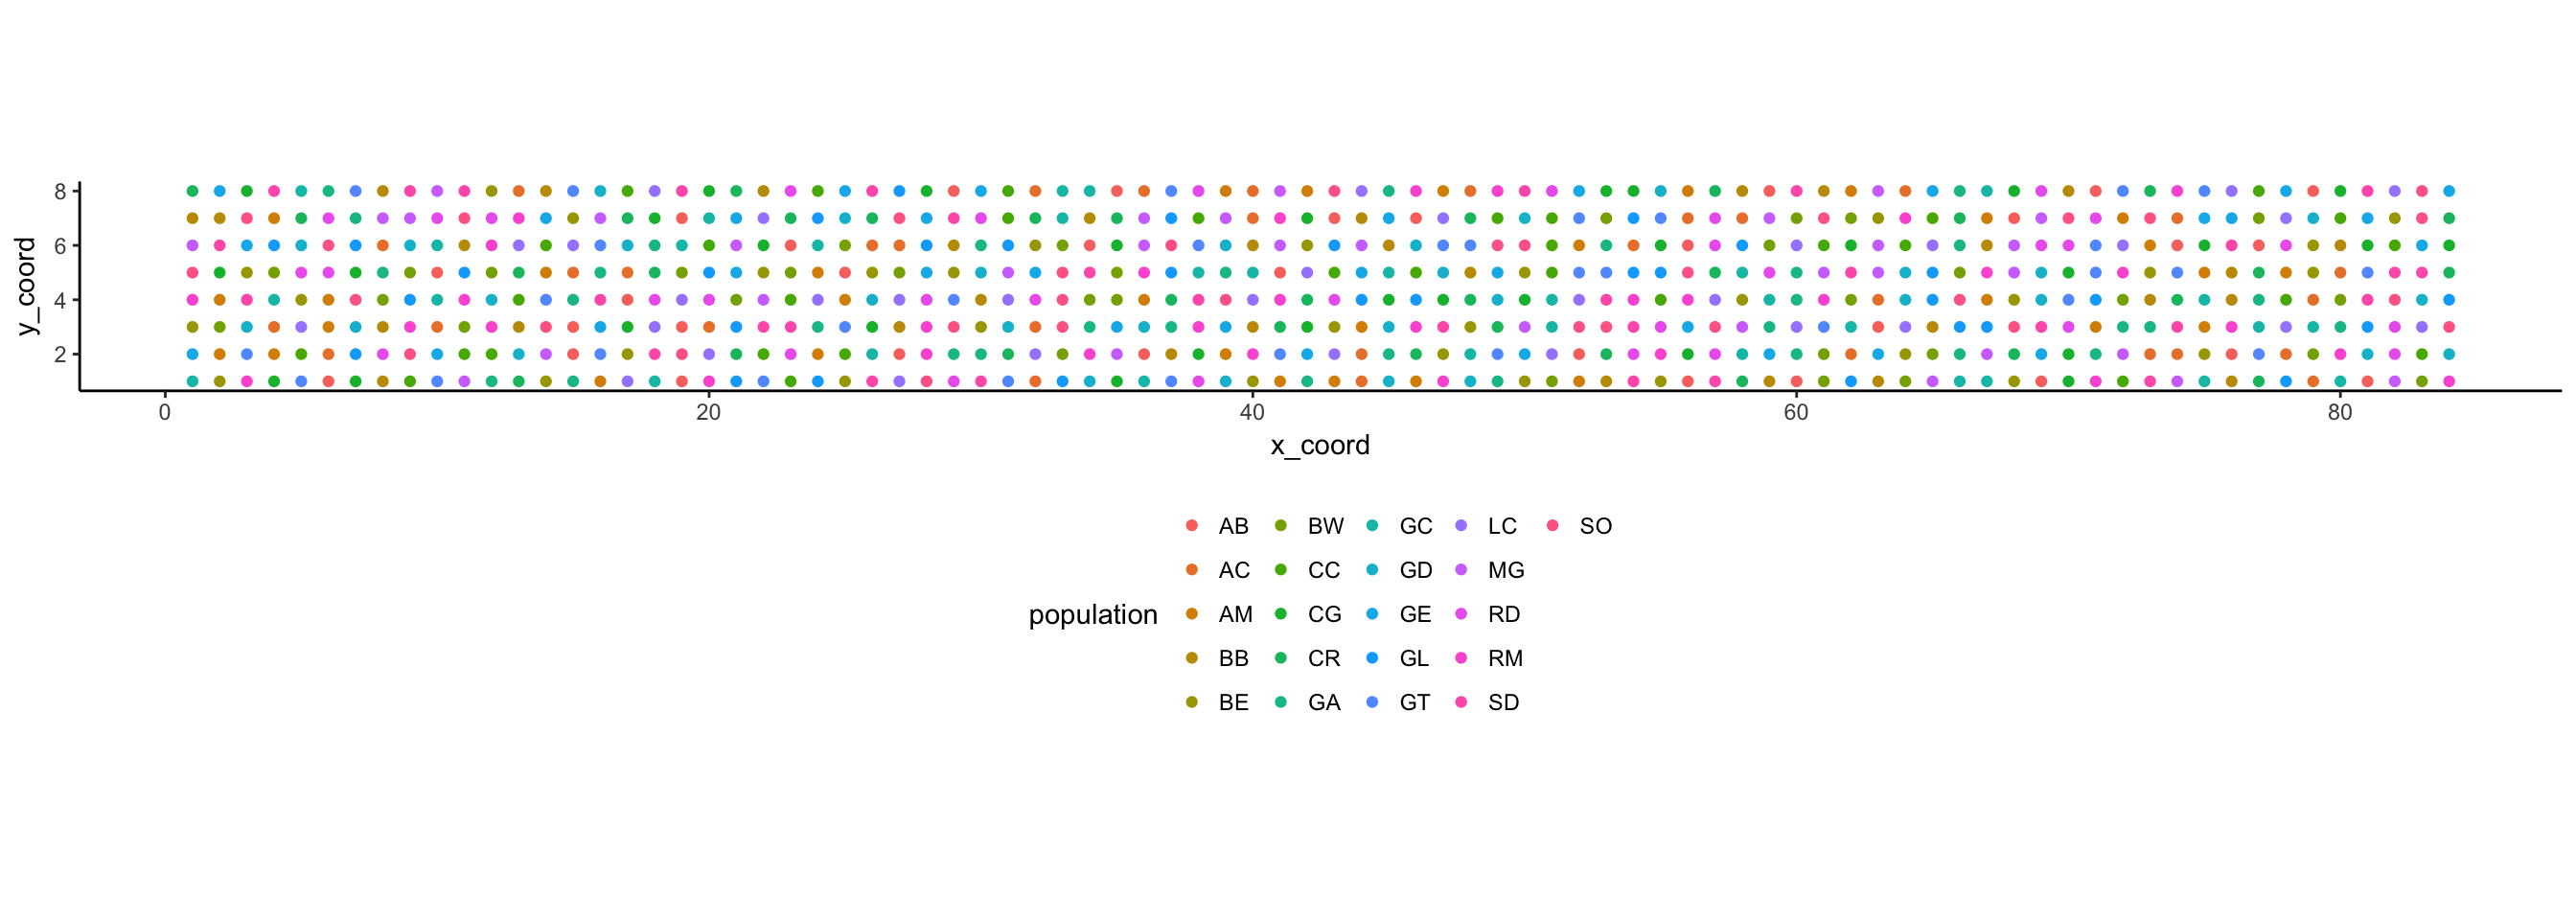 8
6
4
2
y_coord
0 20 40 60 80
x_coord
population
AB BW GC LC SO
AC CC GD MG
AM CG GE RD
BB CR GL RM
BE GA GT SD